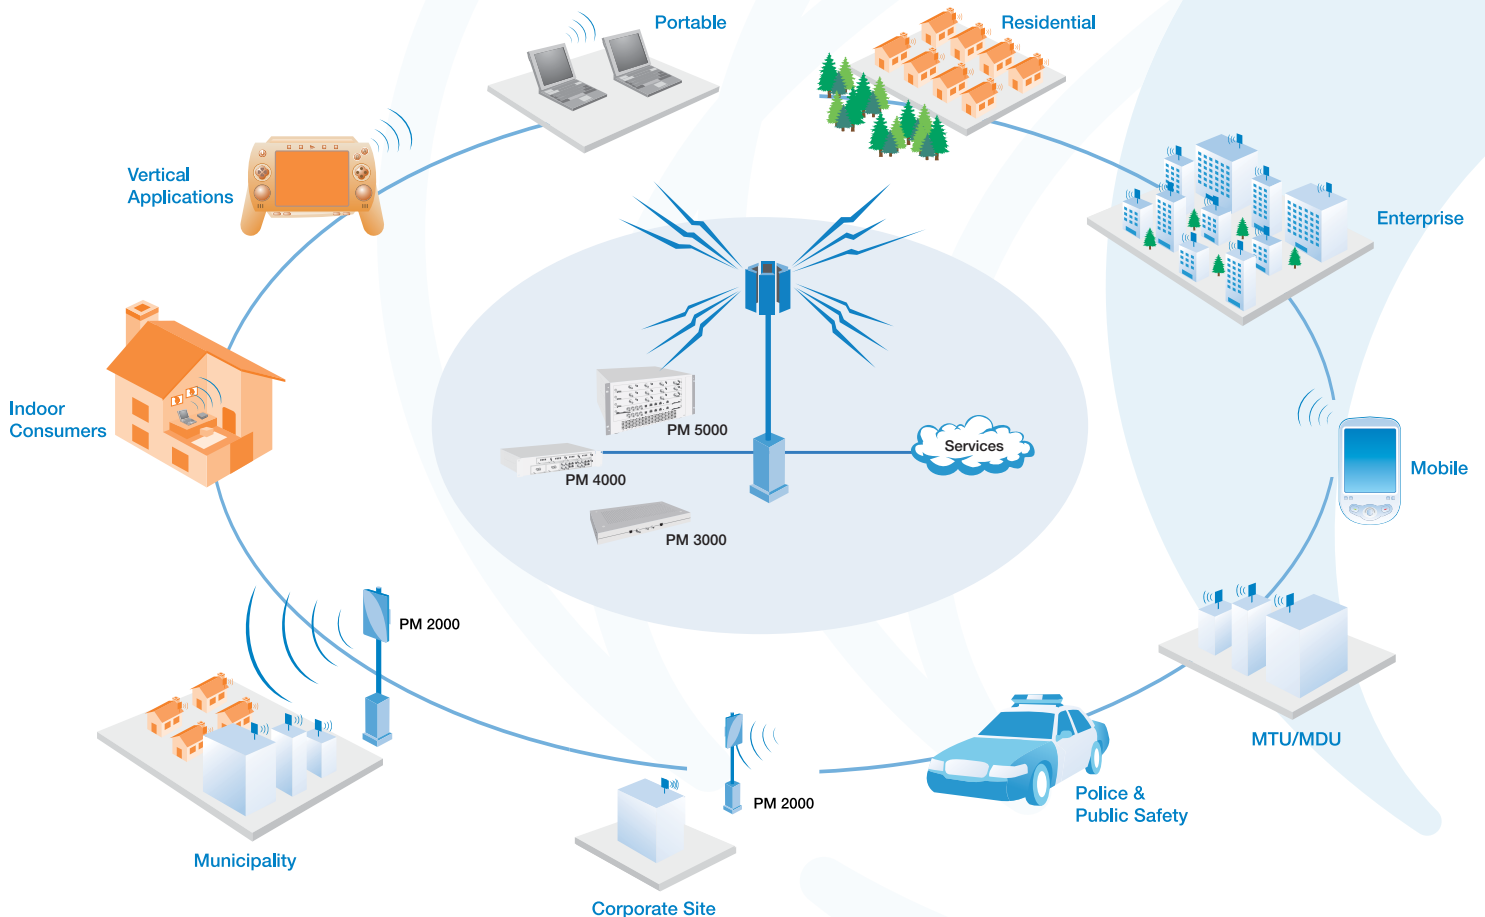 Portable
Residential
Vertical
Applications
Enterprise
Indoor
Consumers
PM 5000
Services
PM 4000
Mobile
PM 3000
PM 2000
MTU/MDU
Police &
Public Safety
PM 2000
Municipality
Corporate Site